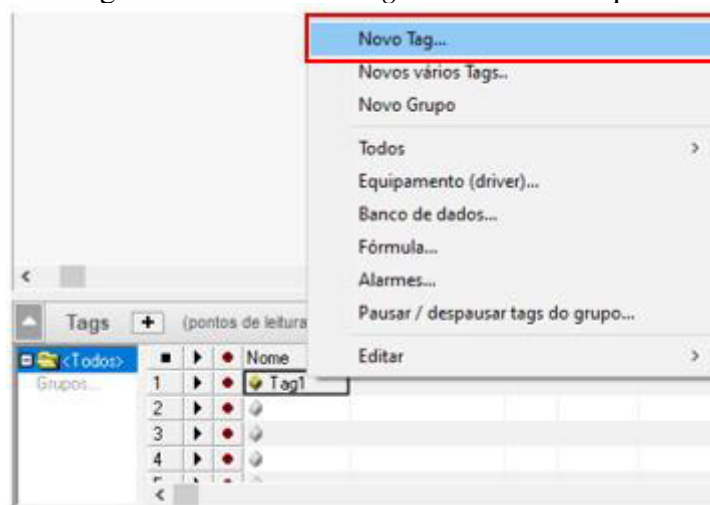 Novo Tag...
Novos vários Tags..
Novo Grupo
Todos
Equipamento (driver)...
Banco de dados...
Fórmula...
Alarmes...
Pausar / despausar tags do grupo...
Editar
Tags + (pontos de leitura
<Todos>
Grupos...
Nome
1 Tag1
2
3
4